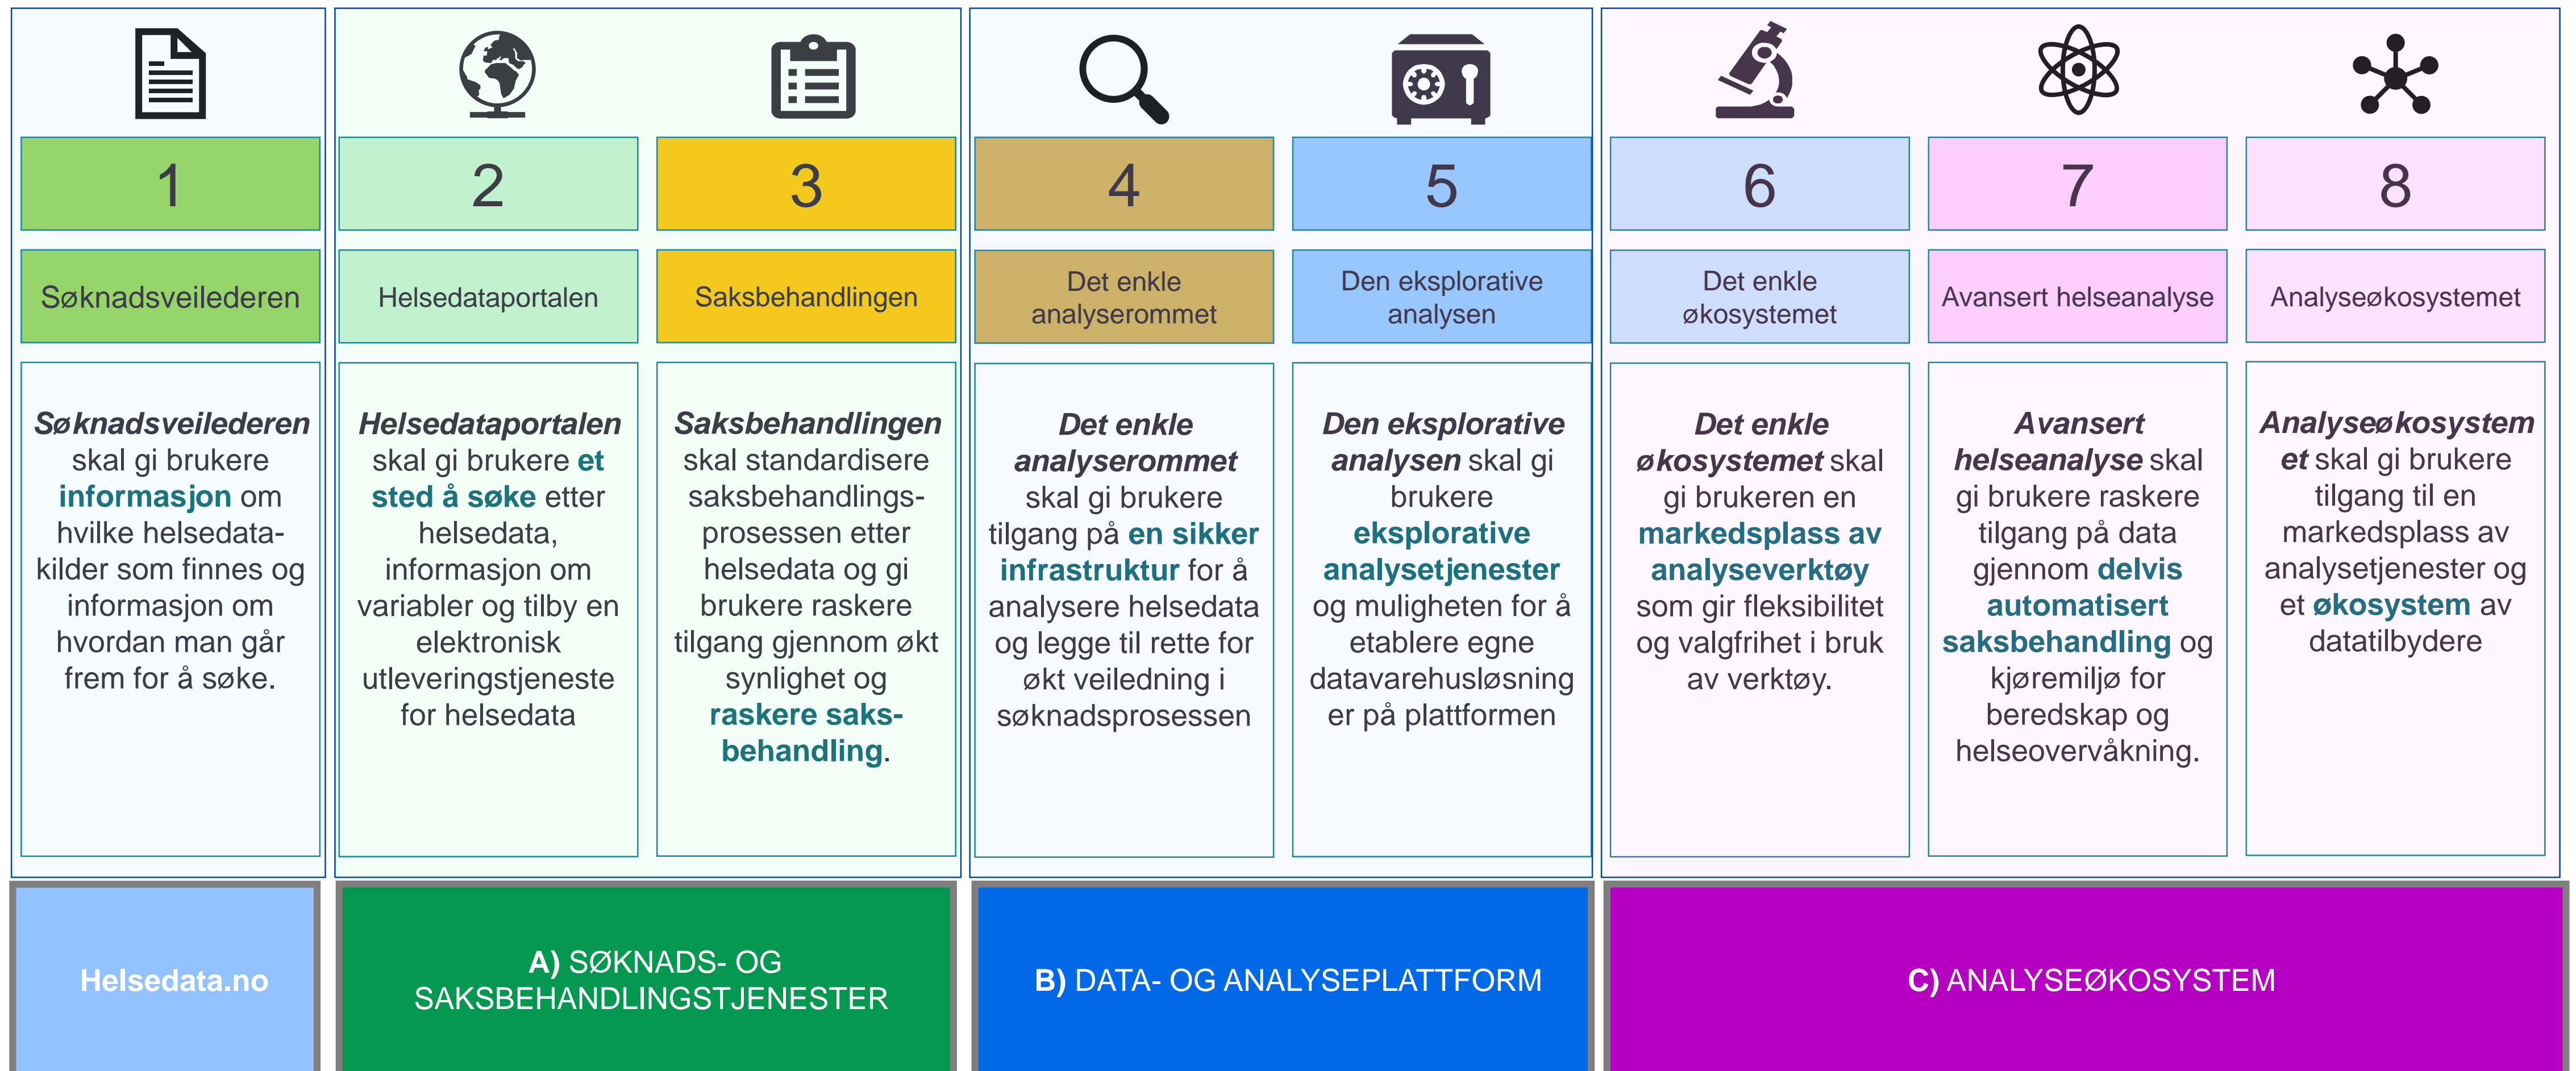 1
2
3
4
5
6
7
8
Søknadsveilederen
Helsedataportalen
Saksbehandlingen
Det enkle
analyserommet
Den eksplorative
analysen
Det enkle
økosystemet
Avansert helseanalyse
Analyseøkosystemet
Søknadsveilederen
skal gi brukere
informasjon om
hvilke helsedata-
kilder som finnes og
informasjon om
hvordan man går
frem for å søke.
Helsedataportalen
skal gi brukere et
sted å søke etter
helsedata,
informasjon om
variabler og tilby en
elektronisk
utleveringstjeneste
for helsedata
Saksbehandlingen
skal standardisere
saksbehandlings-
prosessen etter
helsedata og gi
brukere raskere
tilgang gjennom økt
synlighet og
raskere saks-
behandling.
Det enkle
analyserommet
skal gi brukere
tilgang på en sikker
infrastruktur for å
analysere helsedata
og legge til rette for
økt veiledning i
søknadsprosessen
Den eksplorative
analysen skal gi
brukere
eksplorative
analysetjenester
og muligheten for å
etablere egne
datavarehusløsning
er på plattformen
Det enkle
økosystemet skal
gi brukeren en
markedsplass av
analyseverktøy
som gir fleksibilitet
og valgfrihet i bruk
av verktøy.
Avansert
helseanalyse skal
gi brukere raskere
tilgang på data
gjennom delvis
automatisert
saksbehandling og
kjøremiljø for
beredskap og
helseovervåkning.
Analyseøkosystem
et skal gi brukere
tilgang til en
markedsplass av
analysetjenester og
et økosystem av
datatilbydere
Helsedata.no
A) SØKNADS- OG
SAKSBEHANDLINGSTJENESTER
B) DATA- OG ANALYSEPLATTFORM
C) ANALYSEØKOSYSTEM